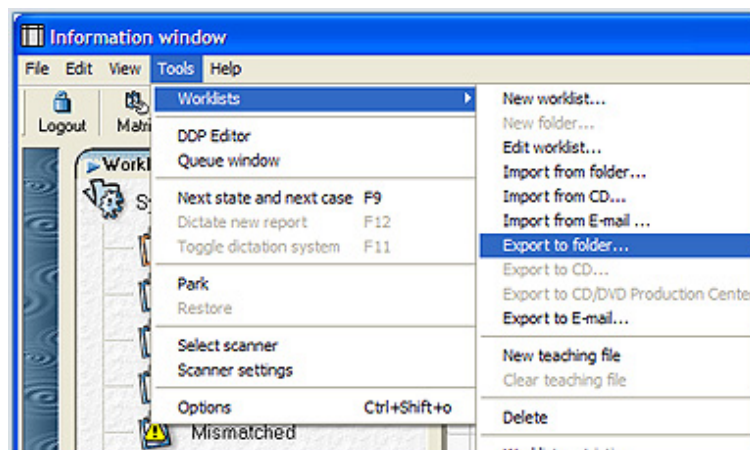 Information window
File Edit View Tools Help
Logout
Worklists
DDP Editor
Queue window
Next state and next case F9
Dictate new report F12
Toggle dictation system F11
Park
Restore
Select scanner
Scanner settings
Options Ctrl+Shift+o
Mismatched
New worklist...
New folder...
Edit worklist...
Import from folder...
Import from CD...
Import from E-mail ...
Export to folder...
Export to CD...
Export to CD/DVD Production Cente
Export to E-mail...
New teaching file
Clear teaching file
Delete